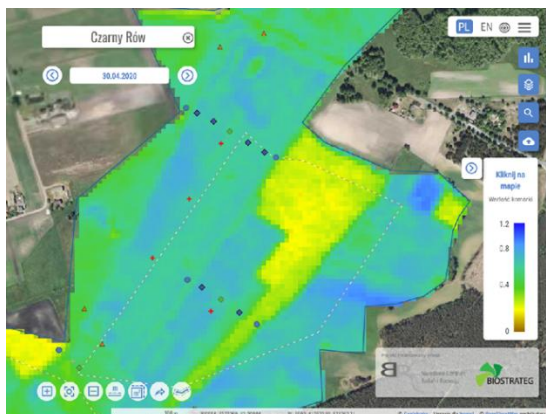 Czarny Rów
30.04.2020
PL EN
Kliknij na
mapie
Wartość komórki
1.2
0.8
0.4
0
B
BIOSTRATEG